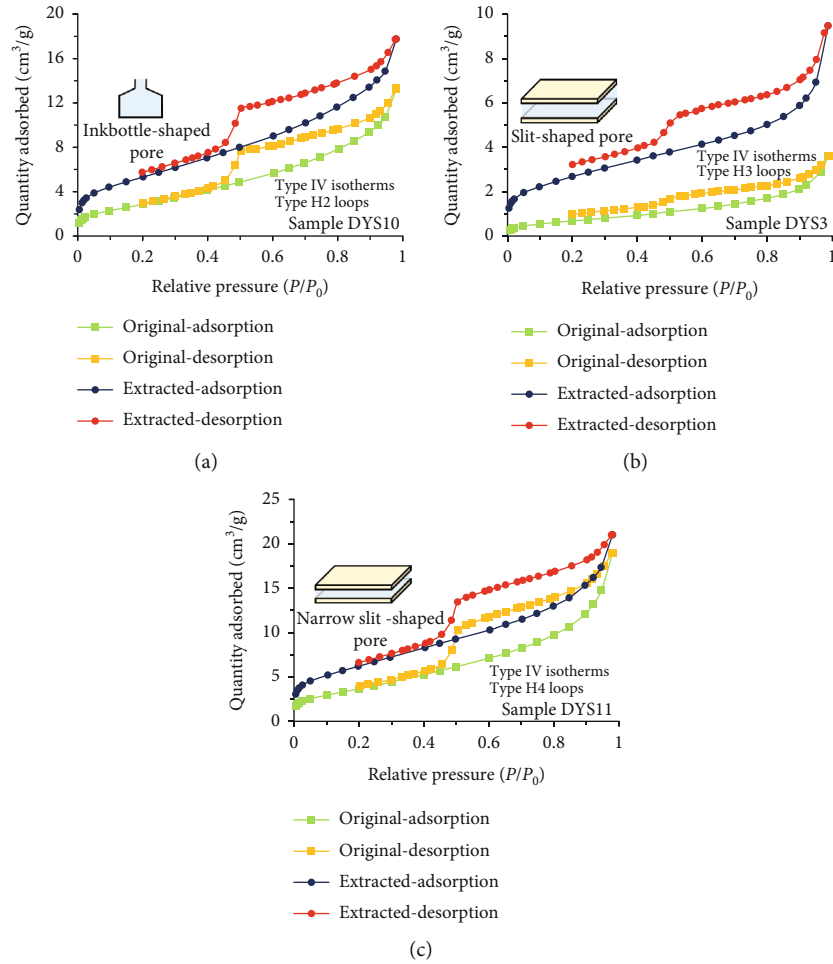 20
16
12
8
4
0
Quantity adsorbed (cm³/g)
Inkbottle-shaped
pore
Type IV isotherms
Type H2 loops
Sample DYS10
0 0.2 0.4 0.6 0.8 1
Relative pressure (P/P₀)
Original-adsorption
Original-desorption
Extracted-adsorption
Extracted-desorption
(a)
10
8
6
4
2
0
Quantity adsorbed (cm³/g)
Slit-shaped pore
Type IV isotherms
Type H3 loops
Sample DYS3
0 0.2 0.4 0.6 0.8 1
Relative pressure (P/P₀)
Original-adsorption
Original-desorption
Extracted-adsorption
Extracted-desorption
(b)
25
20
15
10
5
0
Quantity adsorbed (cm³/g)
Narrow slit -shaped
pore
Type IV isotherms
Type H4 loops
Sample DYS11
0 0.2 0.4 0.6 0.8 1
Relative pressure (P/P₀)
Original-adsorption
Original-desorption
Extracted-adsorption
Extracted-desorption
(c)